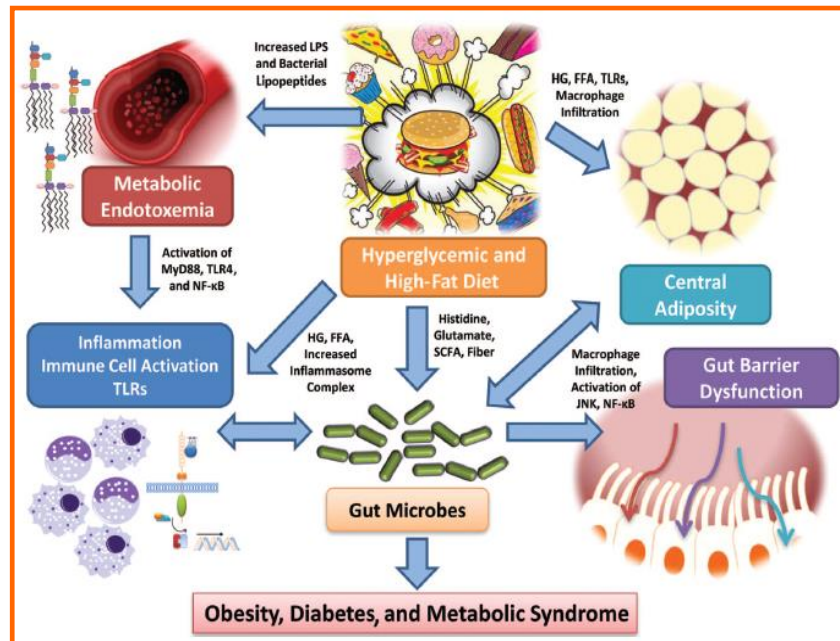 Increased LPS
and Bacterial
Lipopeptides
HG, FFA, TLRs,
Macrophage
Infiltration
Metabolic
Endotoxemia
Hyperglycemic and
High-Fat Diet
Central
Adiposity
Activation of
MyD88, TLR4,
and NF-κB
Inflammation
Immune Cell Activation
TLRs
HG, FFA,
Increased
Inflammasome
Complex
Histidine,
Glutamate,
SCFA, Fiber
Macrophage
Infiltration,
Activation of
JNK, NF-κB
Gut Barrier
Dysfunction
Gut Microbes
Obesity, Diabetes, and Metabolic Syndrome